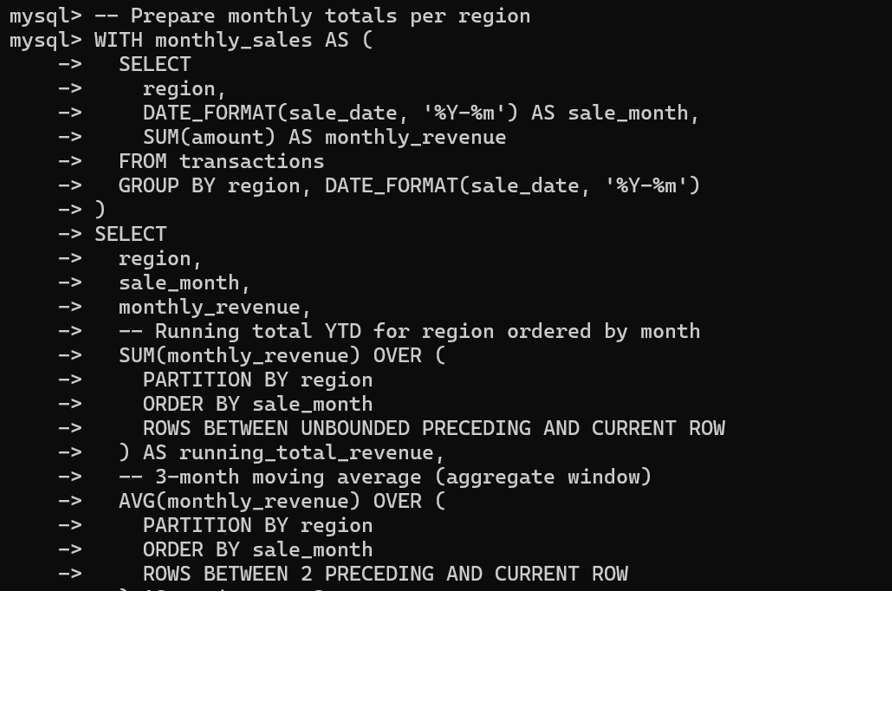 mysql> -- Prepare monthly totals per region
mysql> WITH monthly_sales AS (
    ->   SELECT
    ->     region,
    ->     DATE_FORMAT(sale_date, '%Y-%m') AS sale_month,
    ->     SUM(amount) AS monthly_revenue
    ->   FROM transactions
    ->   GROUP BY region, DATE_FORMAT(sale_date, '%Y-%m')
    -> )
    -> SELECT
    ->   region,
    ->   sale_month,
    ->   monthly_revenue,
    ->   -- Running total YTD for region ordered by month
    ->   SUM(monthly_revenue) OVER (
    ->     PARTITION BY region
    ->     ORDER BY sale_month
    ->     ROWS BETWEEN UNBOUNDED PRECEDING AND CURRENT ROW
    ->   ) AS running_total_revenue,
    ->   -- 3-month moving average (aggregate window)
    ->   AVG(monthly_revenue) OVER (
    ->     PARTITION BY region
    ->     ORDER BY sale_month
    ->     ROWS BETWEEN 2 PRECEDING AND CURRENT ROW